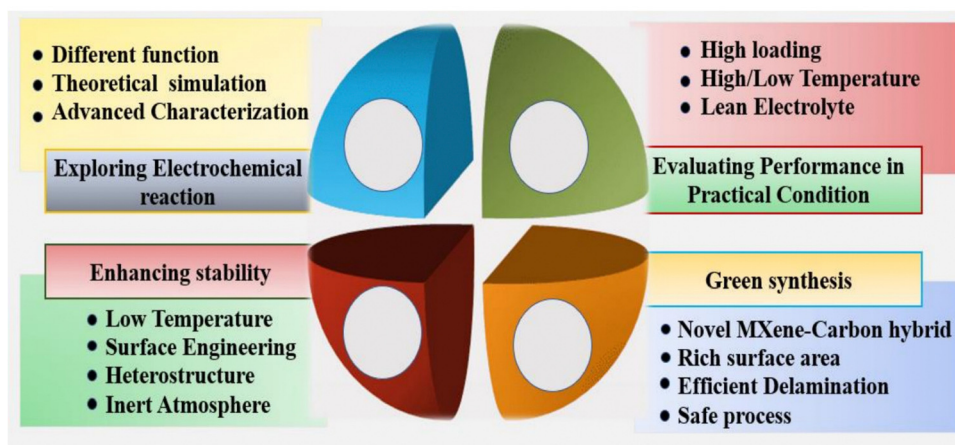 Different function
Theoretical simulation
Advanced Characterization
Exploring Electrochemical
reaction
High loading
High/Low Temperature
Lean Electrolyte
Evaluating Performance in
Practical Condition
Enhancing stability
Low Temperature
Surface Engineering
Heterostructure
Inert Atmosphere
Green synthesis
Novel MXene-Carbon hybrid
Rich surface area
Efficient Delamination
Safe process